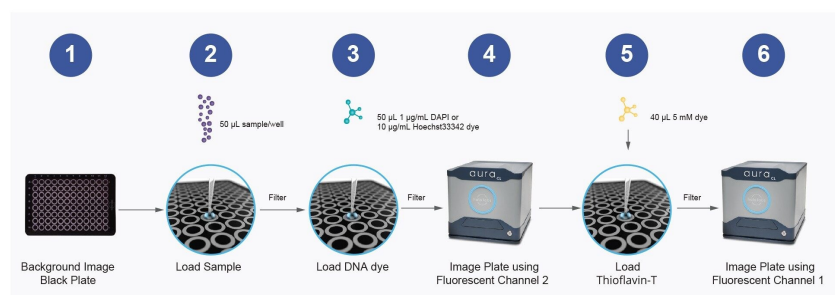 1
2
3
4
5
6
50 µL sample/well
50 µL 1 µg/mL DAPI or
10 µg/mL Hoechst33342 dye
40 µL 5 mM dye
Filter
Filter
Filter
aura CL
aura CL
Background Image
Black Plate
Load Sample
Load DNA dye
Image Plate using
Fluorescent Channel 2
Load
Thioflavin-T
Image Plate using
Fluorescent Channel 1